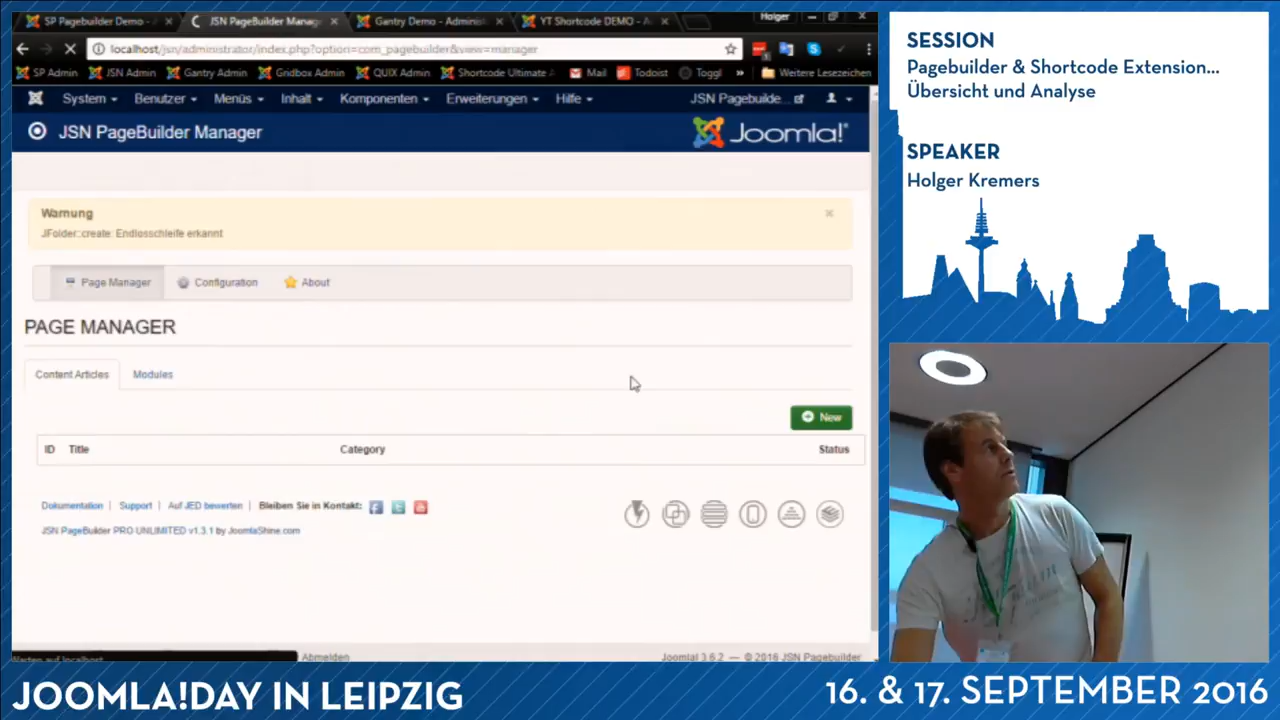 SP PageBuilder Demo -
JSN PageBuilder Manag
Gantry Demo - Administ
YT Shortcode DEMO - A
Holger
localhost/jsn/administrator/index.php?option=com_pagebuilder&view=manager
SP Admin
JSN Admin
Gantry Admin
Gridbox Admin
QUIX Admin
Shortcode Ultimate
Mail
Todoist
Toggl
»
Weitere Lesezeichen
System
Benutzer
Menüs
Inhalt
Komponenten
Erweiterungen
Hilfe
JSN Pagebuilde...
JSN PageBuilder Manager
Joomla!®
Warnung
JFolder::create: Endlosschleife erkannt
Page Manager
Configuration
About
PAGE MANAGER
Content Articles
Modules
New
ID Title Category Status
Dokumentation | Support | Auf JED bewerten | Bleiben Sie in Kontakt:
JSN PageBuilder PRO UNLIMITED v1.3.1 by JoomlaShine.com
Warten auf localhost
Abmelden
Joomla! 3.6.2 — © 2016 JSN Pagebuilder
SESSION
Pagebuilder & Shortcode Extension...
Übersicht und Analyse
SPEAKER
Holger Kremers
JOOMLA!DAY IN LEIPZIG
16. & 17. SEPTEMBER 2016